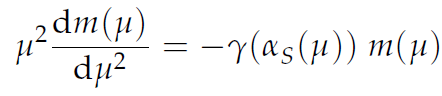 μ² dm(μ)/dμ² = −γ(α_S(μ)) m(μ)